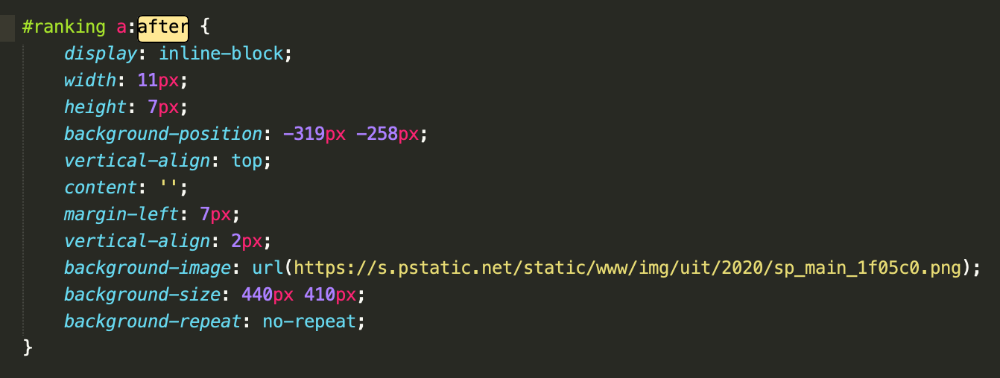 #ranking a:after {
display: inline-block;
width: 11px;
height: 7px;
background-position: -319px -258px;
vertical-align: top;
content: '';
margin-left: 7px;
vertical-align: 2px;
background-image: url(https://s.pstatic.net/static/www/img/uit/2020/sp_main_1f05c0.png);
background-size: 440px 410px;
background-repeat: no-repeat;
}